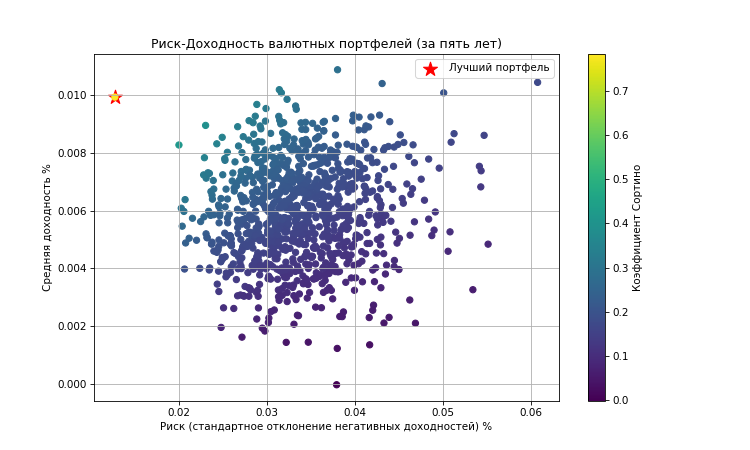 Риск-Доходность валютных портфелей (за пять лет)
Лучший портфель
0.010
0.008
0.006
0.004
0.002
0.000
Средняя доходность %
0.02 0.03 0.04 0.05 0.06
Риск (стандартное отклонение негативных доходностей) %
0.7
0.6
0.5
0.4
0.3
0.2
0.1
0.0
Коэффициент Сортино